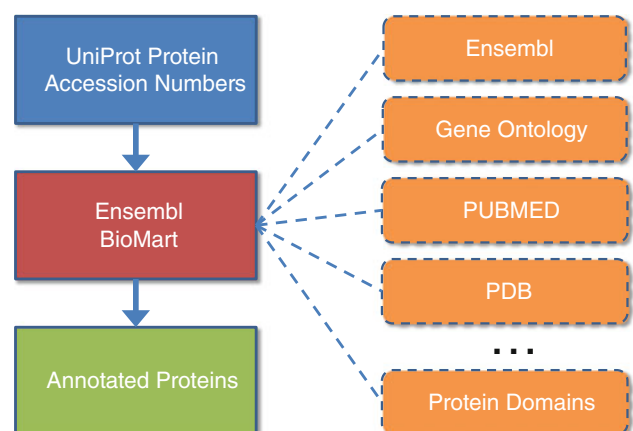 UniProt Protein
Accession Numbers
Ensembl
BioMart
Annotated Proteins
Ensembl
Gene Ontology
PUBMED
PDB
...
Protein Domains